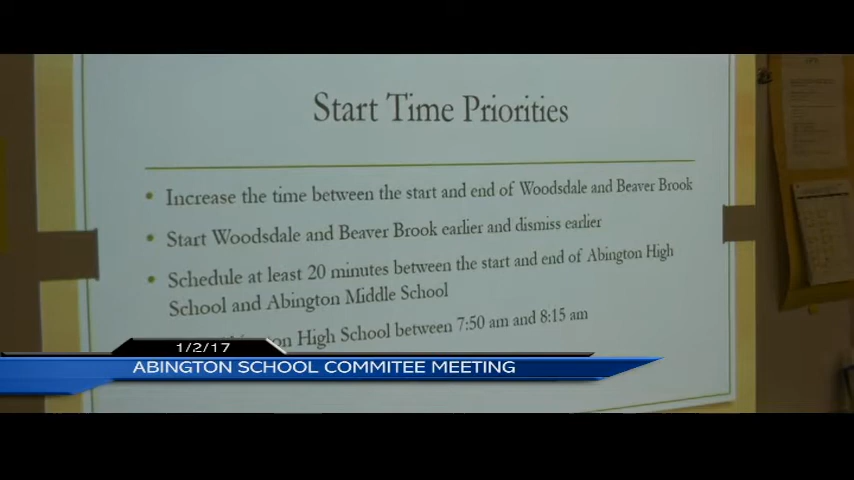 Start Time Priorities
• Increase the time between the start and end of Woodsdale and Beaver Brook
• Start Woodsdale and Beaver Brook earlier and dismiss earlier
• Schedule at least 20 minutes between the start and end of Abington High
School and Abington Middle School
on High School between 7:50 am and 8:15 am
1/2/17
ABINGTON SCHOOL COMMITEE MEETING